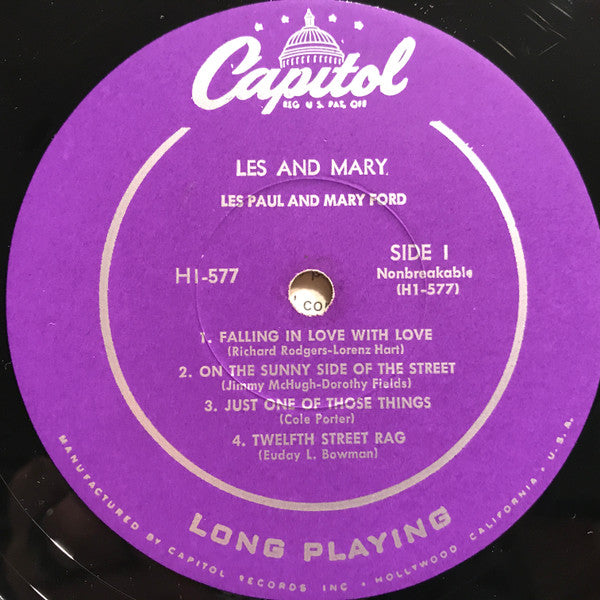 Capitol
REG. U.S. PAT. OFF.
LES AND MARY
LES PAUL AND MARY FORD
H1-577
SIDE 1
Nonbreakable
(H1-577)
1. FALLING IN LOVE WITH LOVE
(Richard Rodgers-Lorenz Hart)
2. ON THE SUNNY SIDE OF THE STREET
(Jimmy McHugh-Dorothy Fields)
3. JUST ONE OF THOSE THINGS
(Cole Porter)
4. TWELFTH STREET RAG
(Euday L. Bowman)
LONG PLAYING
MANUFACTURED BY CAPITOL RECORDS INC • HOLLYWOOD CALIFORNIA • U.S.A.